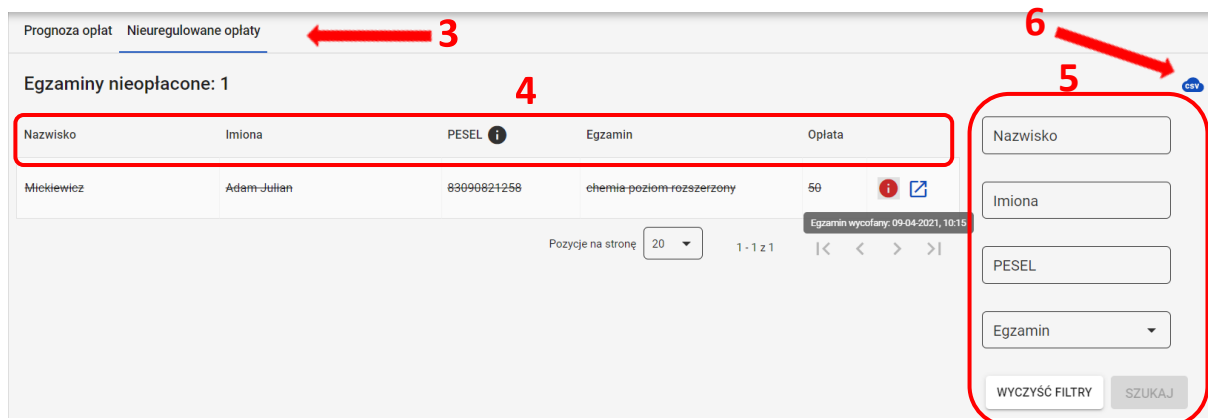 Prognoza opłat Nieuregulowane opłaty 3 6
Egzaminy nieopłacone: 1 4 5 CSV
Nazwisko Imiona PESEL i Egzamin Opłata Nazwisko
Mickiewicz Adam Julian 83090821258 chemia poziom rozszerzony 50 i
Imiona
Egzamin wycofany: 09-04-2021, 10:15
Pozycje na stronę 20 1 - 1 z 1
PESEL
Egzamin
WYCZYŚĆ FILTRY SZUKAJ